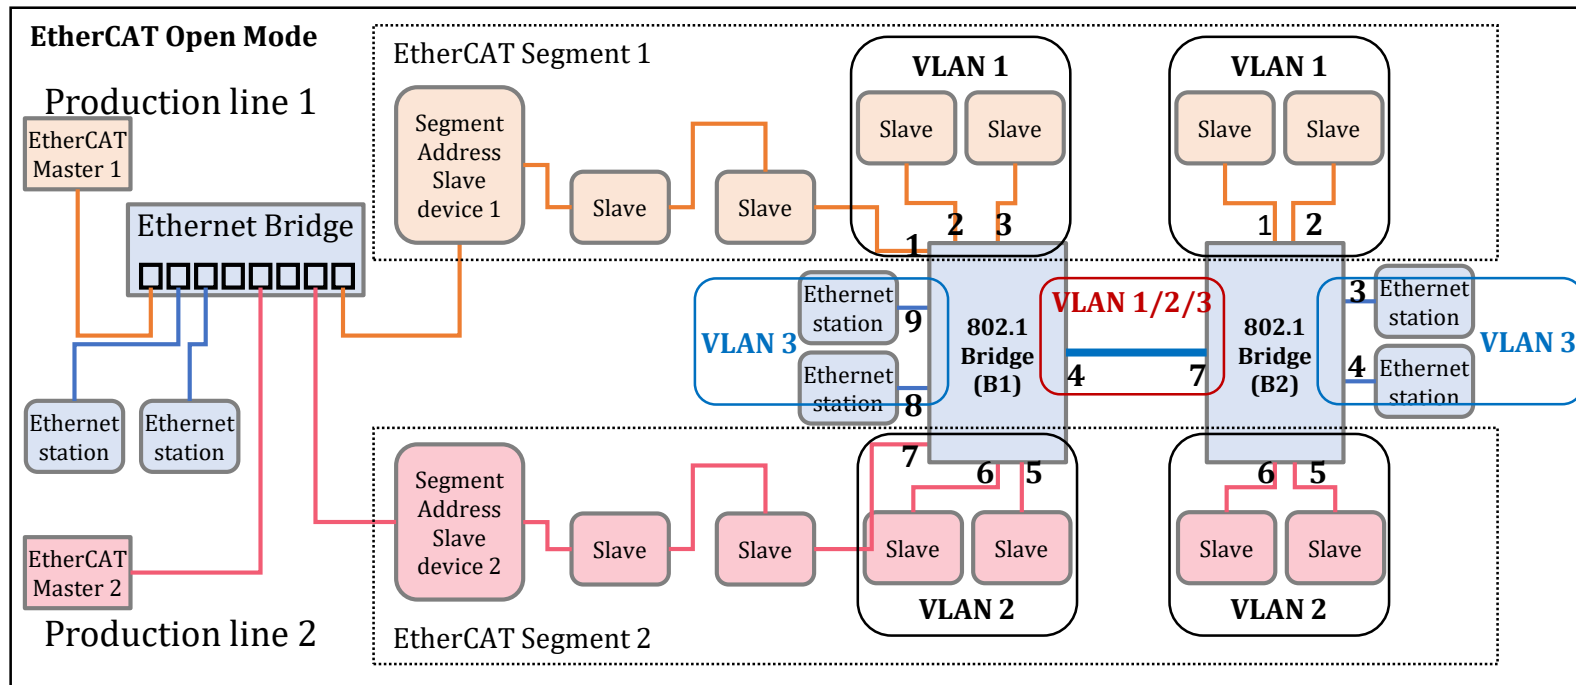 EtherCAT Open Mode
Production line 1
EtherCAT
Master 1
Ethernet Bridge
Ethernet
station
Ethernet
station
EtherCAT
Master 2
Production line 2
EtherCAT Segment 1
Segment
Address
Slave
device 1
Slave
Slave
VLAN 1
Slave
Slave
1
2
3
VLAN 1
Slave
Slave
1
2
Ethernet
station
9
VLAN 3
Ethernet
station
8
802.1
Bridge
(B1)
VLAN 1/2/3
4
7
802.1
Bridge
(B2)
3
Ethernet
station
VLAN 3
4
Ethernet
station
Segment
Address
Slave
device 2
Slave
Slave
7
6
5
Slave
Slave
VLAN 2
6
5
Slave
Slave
VLAN 2
EtherCAT Segment 2